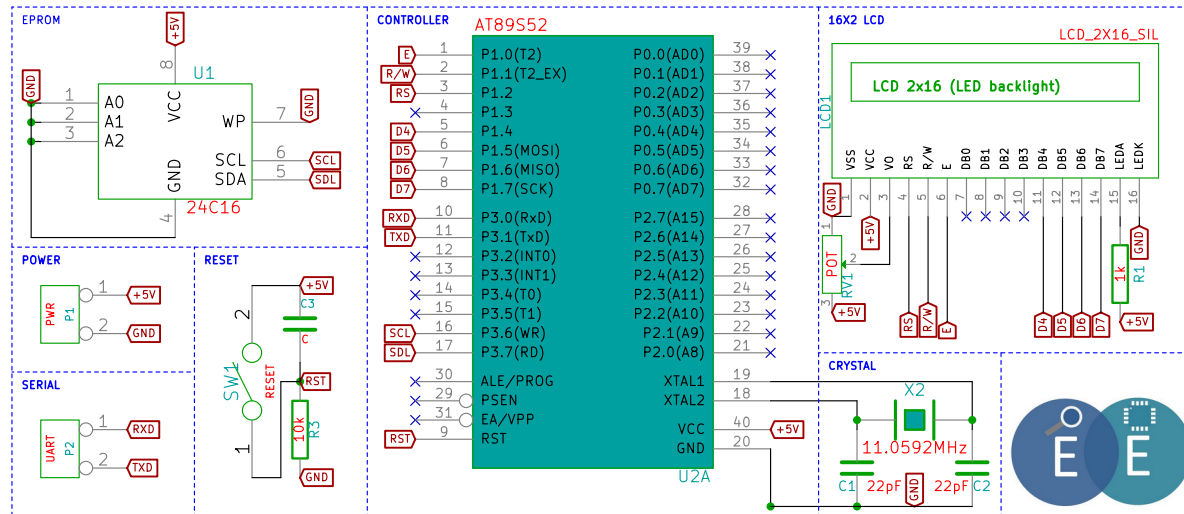 EPROM
+5V
8
U1
GND
1
A0
2
A1
3
A2
VCC
WP
7
GND
GND
SCL
6
SCL
SDA
5
SDL
4
24C16
POWER
PWR
P1
1
+5V
2
GND
SERIAL
UART
P2
1
RXD
2
TXD
RESET
+5V
C3
C
2
SW1
RESET
RST
1
10k
R3
GND
CONTROLLER
AT89S52
E 1 P1.0(T2) P0.0(AD0) 39
R/W 2 P1.1(T2_EX) P0.1(AD1) 38
RS 3 P1.2 P0.2(AD2) 37
4 P1.3 P0.3(AD3) 36
D4 5 P1.4 P0.4(AD4) 35
D5 6 P1.5(MOSI) P0.5(AD5) 34
D6 7 P1.6(MISO) P0.6(AD6) 33
D7 8 P1.7(SCK) P0.7(AD7) 32
RXD 10 P3.0(RxD) P2.7(A15) 28
TXD 11 P3.1(TxD) P2.6(A14) 27
12 P3.2(INT0) P2.5(A13) 26
13 P3.3(INT1) P2.4(A12) 25
14 P3.4(T0) P2.3(A11) 24
15 P3.5(T1) P2.2(A10) 23
SCL 16 P3.6(WR) P2.1(A9) 22
SDL 17 P3.7(RD) P2.0(A8) 21
30 ALE/PROG XTAL1 19
29 PSEN XTAL2 18
31 EA/VPP VCC 40 +5V
RST 9 RST GND 20
U2A
16X2 LCD
LCD_2X16_SIL
LCD 2x16 (LED backlight)
LCD1
VSS VCC VO RS R/W E DB0 DB1 DB2 DB3 DB4 DB5 DB6 DB7 LEDA LEDK
1 2 3 4 5 6 7 8 9 10 11 12 13 14 15 16
GND
+5V
GND
1
POT
2
RV1
3
+5V
1k
R1
+5V
RS
R/W
E
D4
D5
D6
D7
CRYSTAL
X2
11.0592MHz
C1
22pF
GND
22pF
C2
E
E